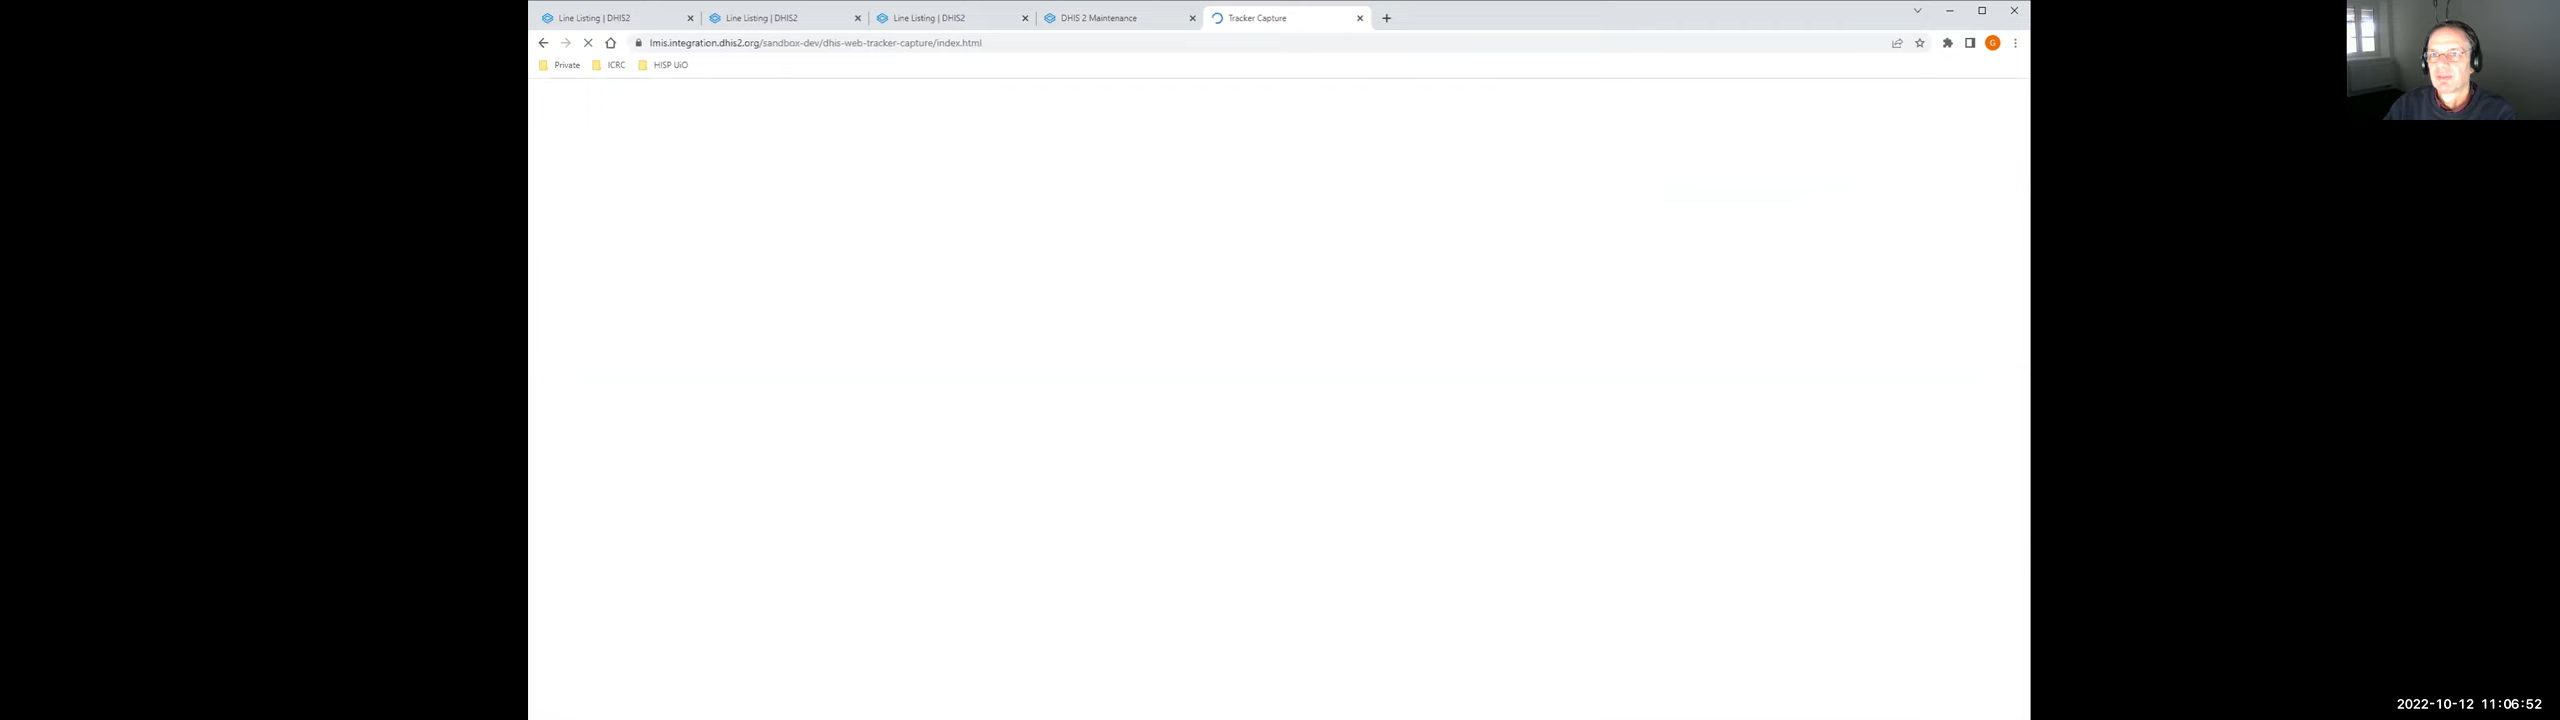 Line Listing | DHIS2
Line Listing | DHIS2
Line Listing | DHIS2
DHIS 2 Maintenance
Tracker Capture
lmis.integration.dhis2.org/sandbox-dev/dhis-web-tracker-capture/index.html
G
Private
ICRC
HISP UiO
2022-10-12 11:06:52